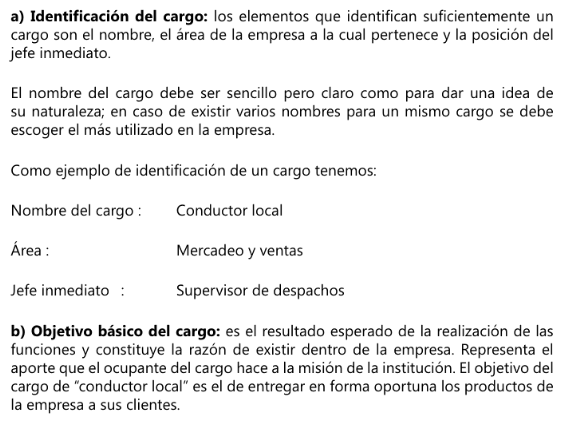 a) Identificación del cargo: los elementos que identifican suficientemente un
cargo son el nombre, el área de la empresa a la cual pertenece y la posición del
jefe inmediato.
El nombre del cargo debe ser sencillo pero claro como para dar una idea de
su naturaleza; en caso de existir varios nombres para un mismo cargo se debe
escoger el más utilizado en la empresa.
Como ejemplo de identificación de un cargo tenemos:
Nombre del cargo : Conductor local
Área : Mercadeo y ventas
Jefe inmediato : Supervisor de despachos
b) Objetivo básico del cargo: es el resultado esperado de la realización de las
funciones y constituye la razón de existir dentro de la empresa. Representa el
aporte que el ocupante del cargo hace a la misión de la institución. El objetivo del
cargo de “conductor local” es el de entregar en forma oportuna los productos de
la empresa a sus clientes.